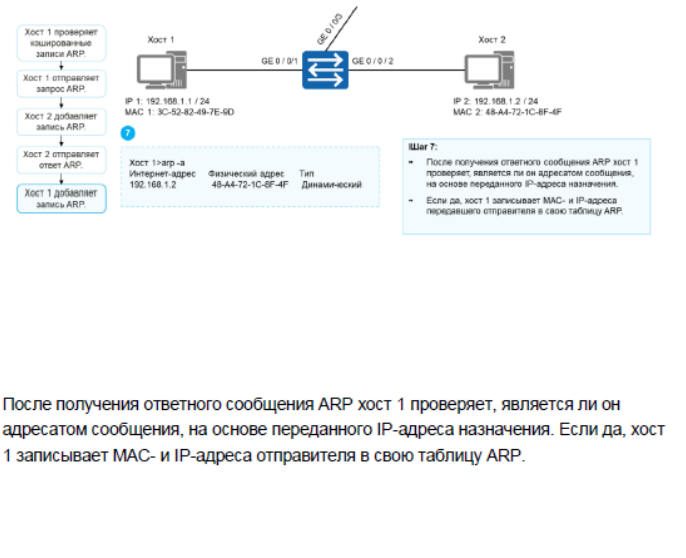 Хост 1 проверяет
кэшированные
записи ARP.
Хост 1 отправляет
запрос ARP.
Хост 2 добавляет
запись ARP.
Хост 2 отправляет
ответ ARP.
Хост 1 добавляет
запись ARP.
Хост 1
GE 0 / 0/1
GE 0 / 0/3
GE 0 / 0 / 2
Хост 2
IP 1: 192.168.1.1 / 24
MAC 1: 3C-52-82-49-7E-9D
IP 2: 192.168.1.2 / 24
MAC 2: 48-A4-72-1C-8F-4F
7
Хост 1>arp -a
Интернет-адрес Физический адрес Тип
192.168.1.2 48-A4-72-1C-8F-4F Динамический
Шаг 7:
После получения ответного сообщения ARP хост 1
проверяет, является ли он адресатом сообщения,
на основе переданного IP-адреса назначения.
Если да, хост 1 записывает MAC- и IP-адреса
передавшего отправителя в свою таблицу ARP.
После получения ответного сообщения ARP хост 1 проверяет, является ли он
адресатом сообщения, на основе переданного IP-адреса назначения. Если да, хост
1 записывает MAC- и IP-адреса отправителя в свою таблицу ARP.